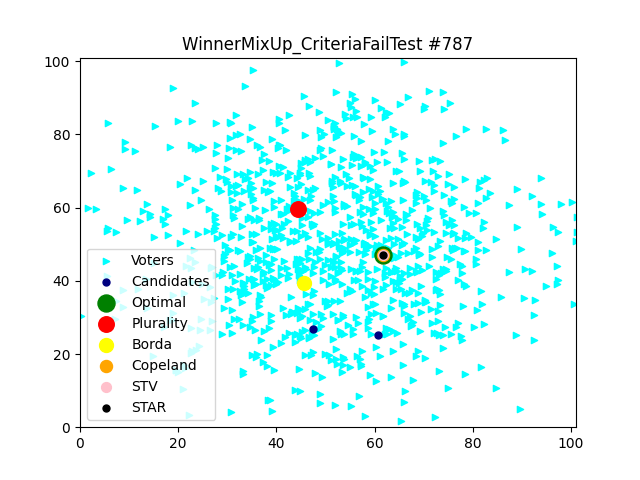 WinnerMixUp_CriteriaFailTest #787
100
80
60
40
20
0
Voters
Candidates
Optimal
Plurality
Borda
Copeland
STV
STAR
0 20 40 60 80 100